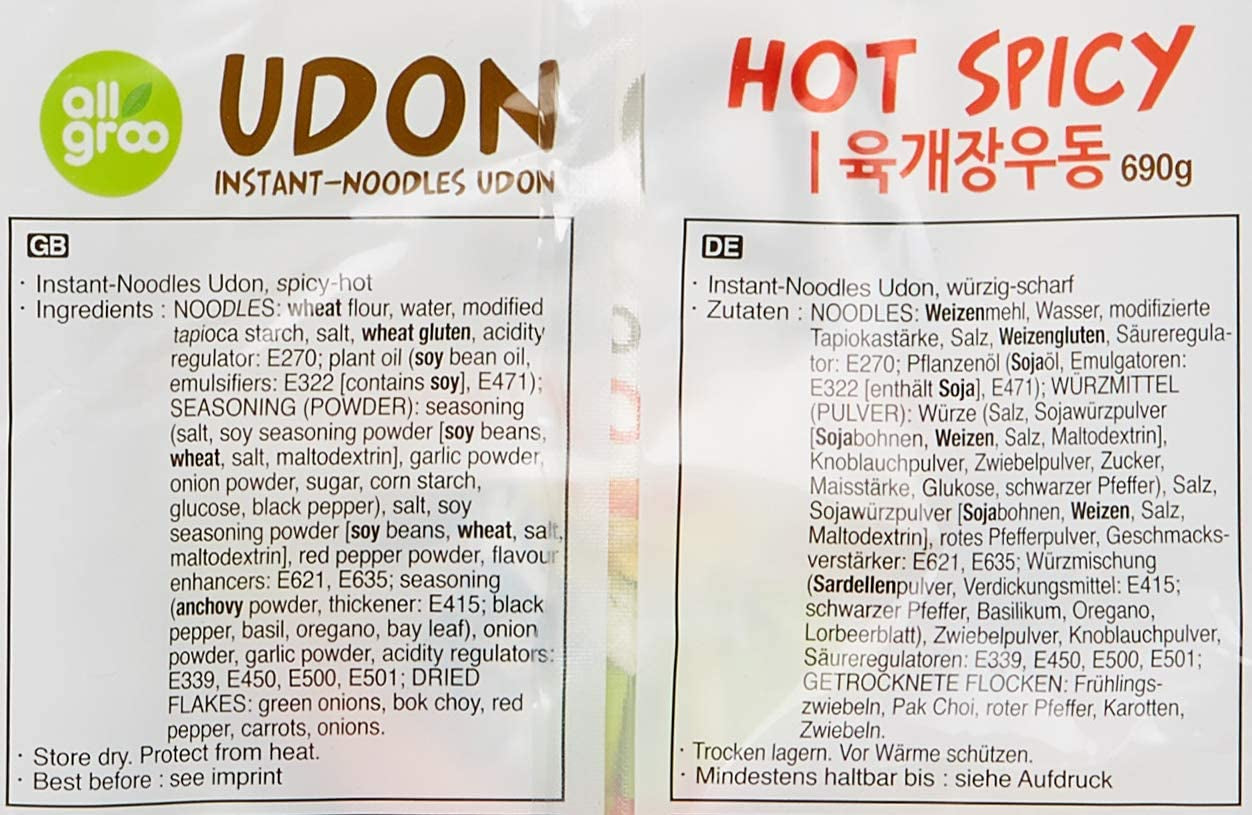 all groo
UDON
INSTANT-NOODLES UDON
HOT SPICY
| 육개장우동 690g
GB
· Instant-Noodles Udon, spicy-hot
· Ingredients : NOODLES: wheat flour, water, modified
tapioca starch, salt, wheat gluten, acidity
regulator: E270; plant oil (soy bean oil,
emulsifiers: E322 [contains soy], E471);
SEASONING (POWDER): seasoning
(salt, soy seasoning powder [soy beans,
wheat, salt, maltodextrin], garlic powder,
onion powder, sugar, corn starch,
glucose, black pepper), salt, soy
seasoning powder [soy beans, wheat, salt,
maltodextrin], red pepper powder, flavour
enhancers: E621, E635; seasoning
(anchovy powder, thickener: E415; black
pepper, basil, oregano, bay leaf), onion
powder, garlic powder, acidity regulators:
E339, E450, E500, E501; DRIED
FLAKES: green onions, bok choy, red
pepper, carrots, onions.
· Store dry. Protect from heat.
· Best before : see imprint
DE
· Instant-Noodles Udon, würzig-scharf
· Zutaten : NOODLES: Weizenmehl, Wasser, modifizierte
Tapiokastärke, Salz, Weizengluten, Säureregula-
tor: E270; Pflanzenöl (Sojaöl, Emulgatoren:
E322 [enthält Soja], E471); WÜRZMITTEL
(PULVER): Würze (Salz, Sojawürzpulver
[Sojabohnen, Weizen, Salz, Maltodextrin],
Knoblauchpulver, Zwiebelpulver, Zucker,
Maisstärke, Glukose, schwarzer Pfeffer), Salz,
Sojawürzpulver [Sojabohnen, Weizen, Salz,
Maltodextrin], rotes Pfefferpulver, Geschmacks-
verstärker: E621, E635; Würzmischung
(Sardellenpulver, Verdickungsmittel: E415;
schwarzer Pfeffer, Basilikum, Oregano,
Lorbeerblatt), Zwiebelpulver, Knoblauchpulver,
Säureregulatoren: E339, E450, E500, E501;
GETROCKNETE FLOCKEN: Frühlings-
zwiebeln, Pak Choi, roter Pfeffer, Karotten,
Zwiebeln.
· Trocken lagern. Vor Wärme schützen.
· Mindestens haltbar bis : siehe Aufdruck